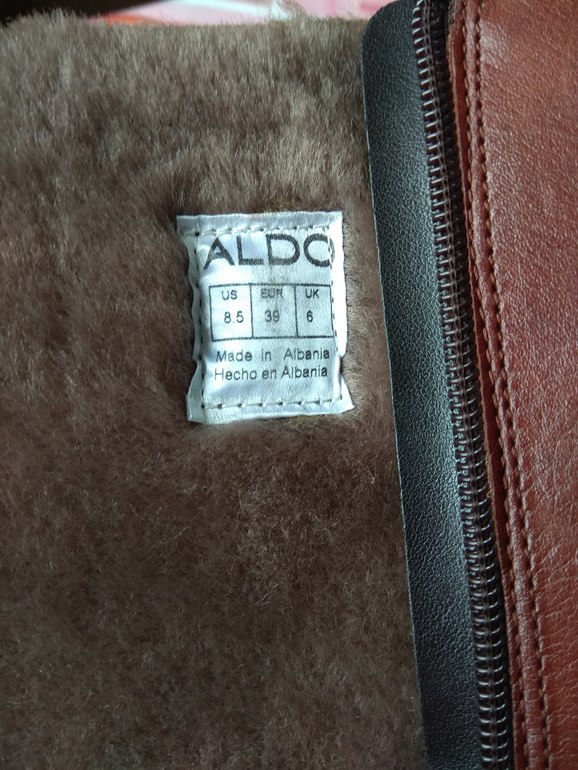 ALDO
US EUR UK
8.5 39 6
Made in Albania
Hecho en Albania